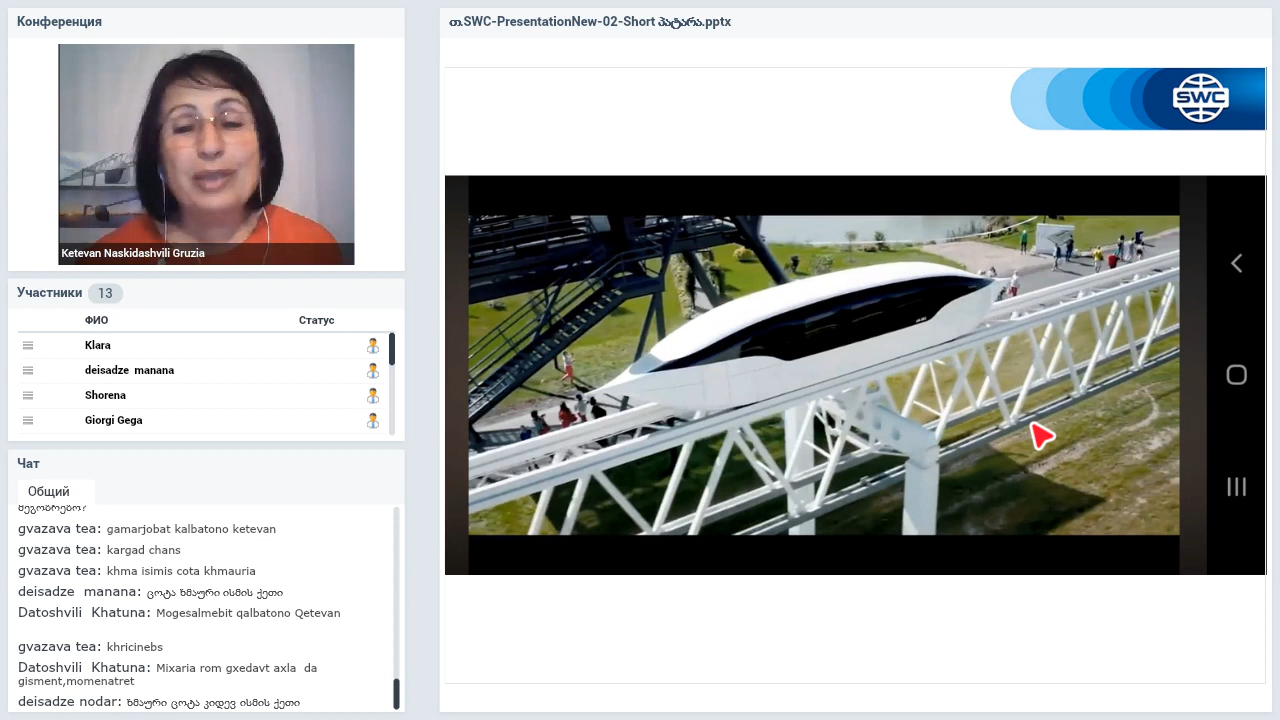 Конференция
Ketevan Naskidashvili Gruzia
Участники 13
ФИО Статус
Klara
deisadze manana
Shorena
Giorgi Gega
Чат
Общий
gvazava tea: gamarjobat kalbatono ketevan
gvazava tea: kargad chans
gvazava tea: khma isimis cota khmauria
deisadze manana: ცოტა ხმაური ისმის ქეთი
Datoshvili Khatuna: Mogesalmebit qalbatono Qetevan
gvazava tea: khricinebs
Datoshvili Khatuna: Mixaria rom gxedavt axla da
gisment,momenatret
deisadze nodar: ხმაური ცოტა კიდევ ისმის ქეთი
თ.SWC-PresentationNew-02-Short პატარა.pptx
SWC